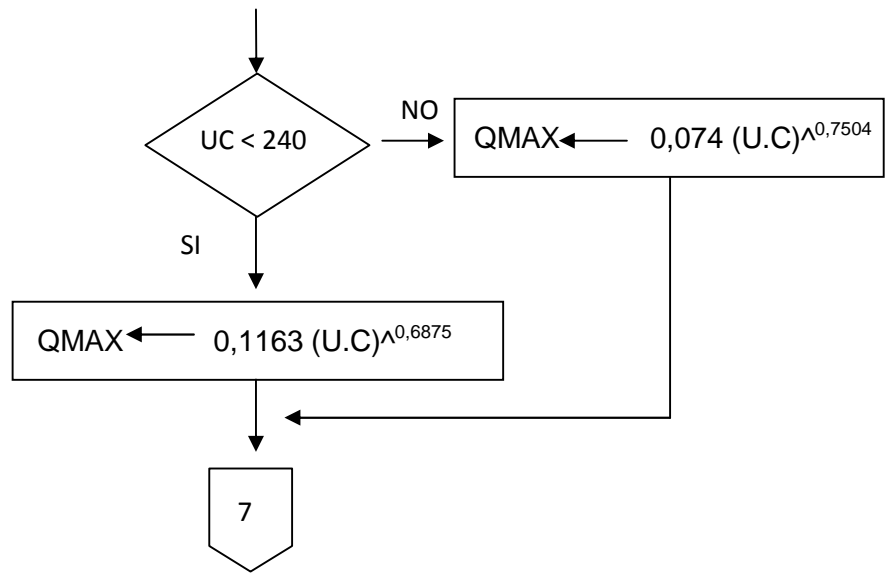 UC < 240
NO
QMAX ← 0,074 (U.C)^0,7504
SI
QMAX ← 0,1163 (U.C)^0,6875
7